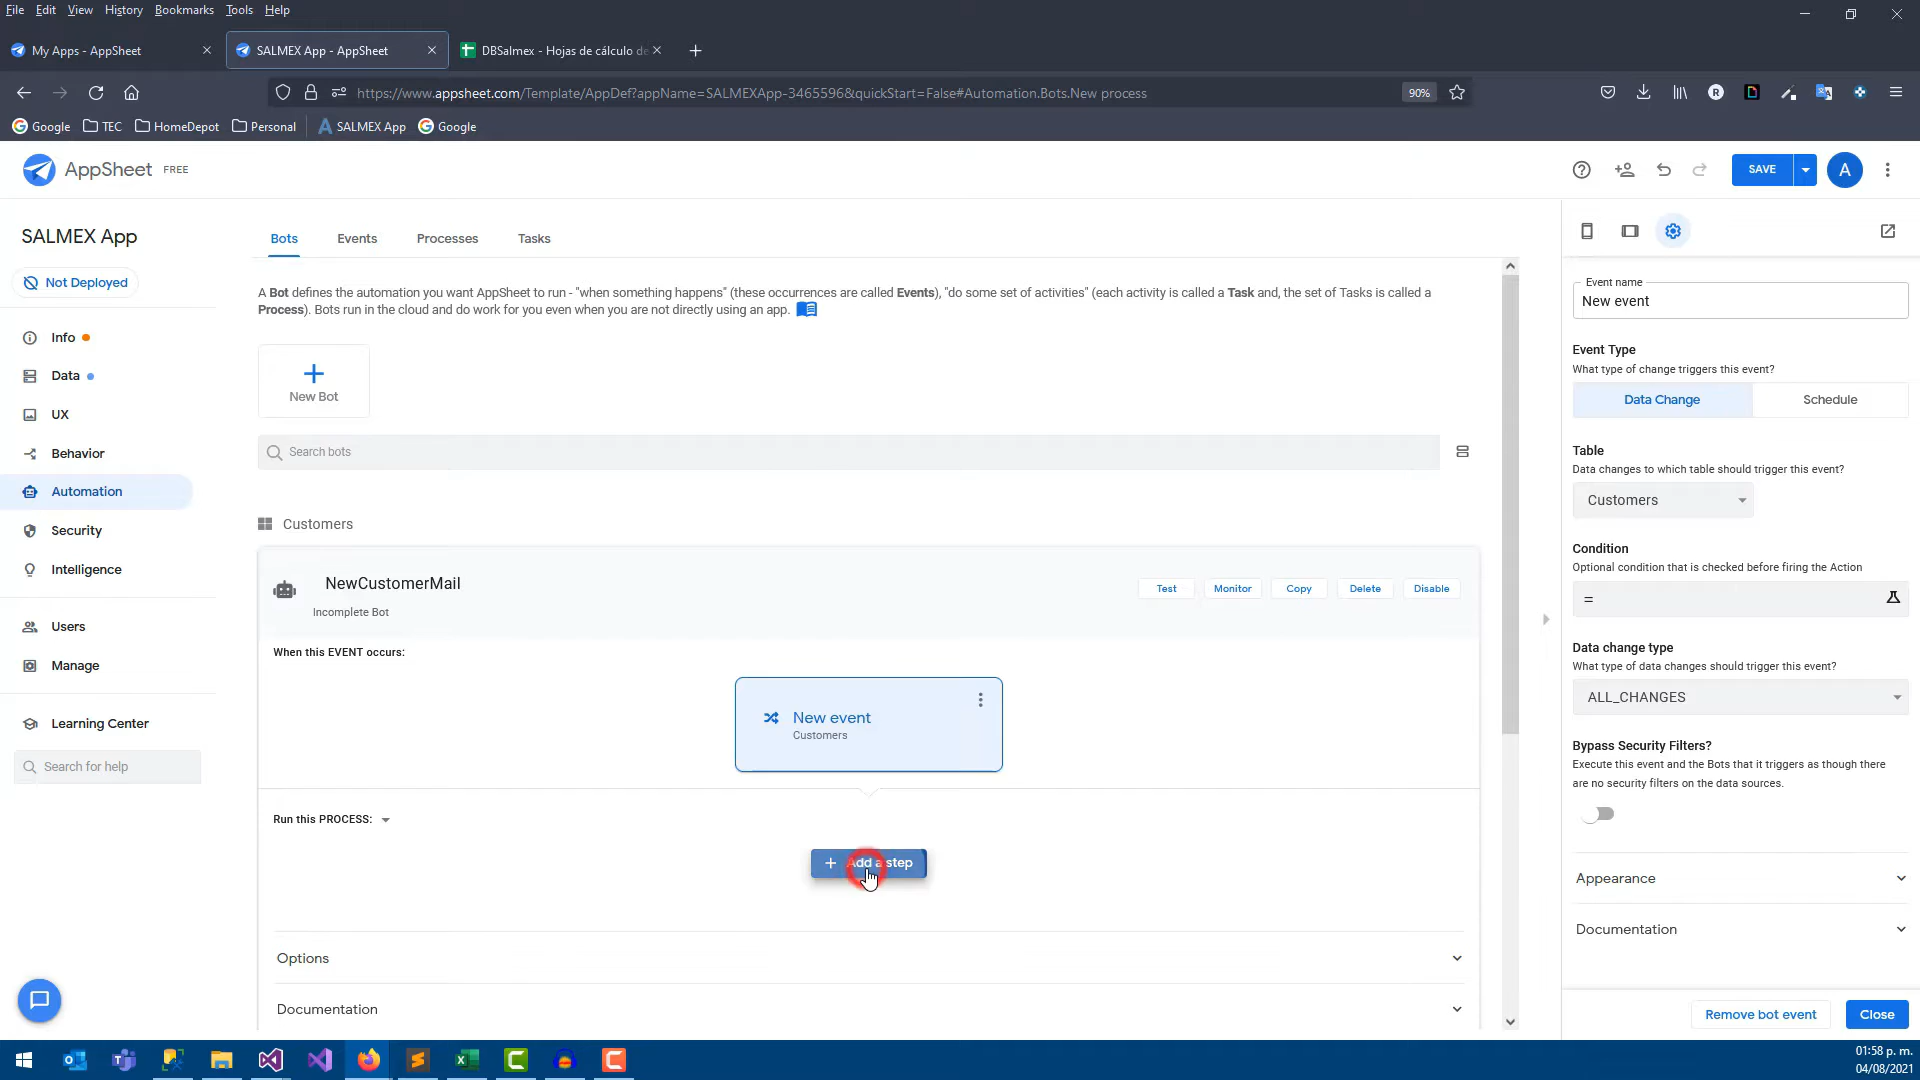 File Edit View History Bookmarks Tools Help
My Apps - AppSheet
SALMEX App - AppSheet
DBSalmex - Hojas de cálculo de
https://www.appsheet.com/Template/AppDef?appName=SALMEXApp-3465596&quickStart=False#Automation.Bots.New process
90%
Google TEC HomeDepot Personal SALMEX App Google
AppSheet FREE
SAVE
A
SALMEX App
Not Deployed
Info
Data
UX
Behavior
Automation
Security
Intelligence
Users
Manage
Learning Center
Search for help
Bots Events Processes Tasks
A Bot defines the automation you want AppSheet to run - "when something happens" (these occurrences are called Events), "do some set of activities" (each activity is called a Task and, the set of Tasks is called a
Process). Bots run in the cloud and do work for you even when you are not directly using an app.
New Bot
Search bots
Customers
NewCustomerMail
Incomplete Bot
Test Monitor Copy Delete Disable
When this EVENT occurs:
New event
Customers
Run this PROCESS:
+ Add a step
Options
Documentation
Event name
New event
Event Type
What type of change triggers this event?
Data Change Schedule
Table
Data changes to which table should trigger this event?
Customers
Condition
Optional condition that is checked before firing the Action
=
Data change type
What type of data changes should trigger this event?
ALL_CHANGES
Bypass Security Filters?
Execute this event and the Bots that it triggers as though there
are no security filters on the data sources.
Appearance
Documentation
Remove bot event Close
01:58 p. m.
04/08/2021